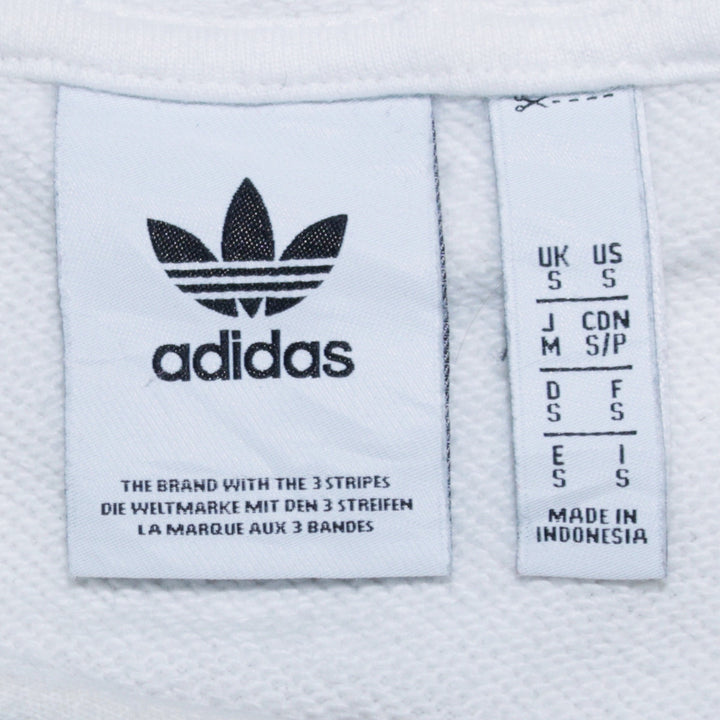 adidas
THE BRAND WITH THE 3 STRIPES
DIE WELTMARKE MIT DEN 3 STREIFEN
LA MARQUE AUX 3 BANDES
UK US
S S
J CDN
M S/P
D F
S S
E I
S S
MADE IN
INDONESIA